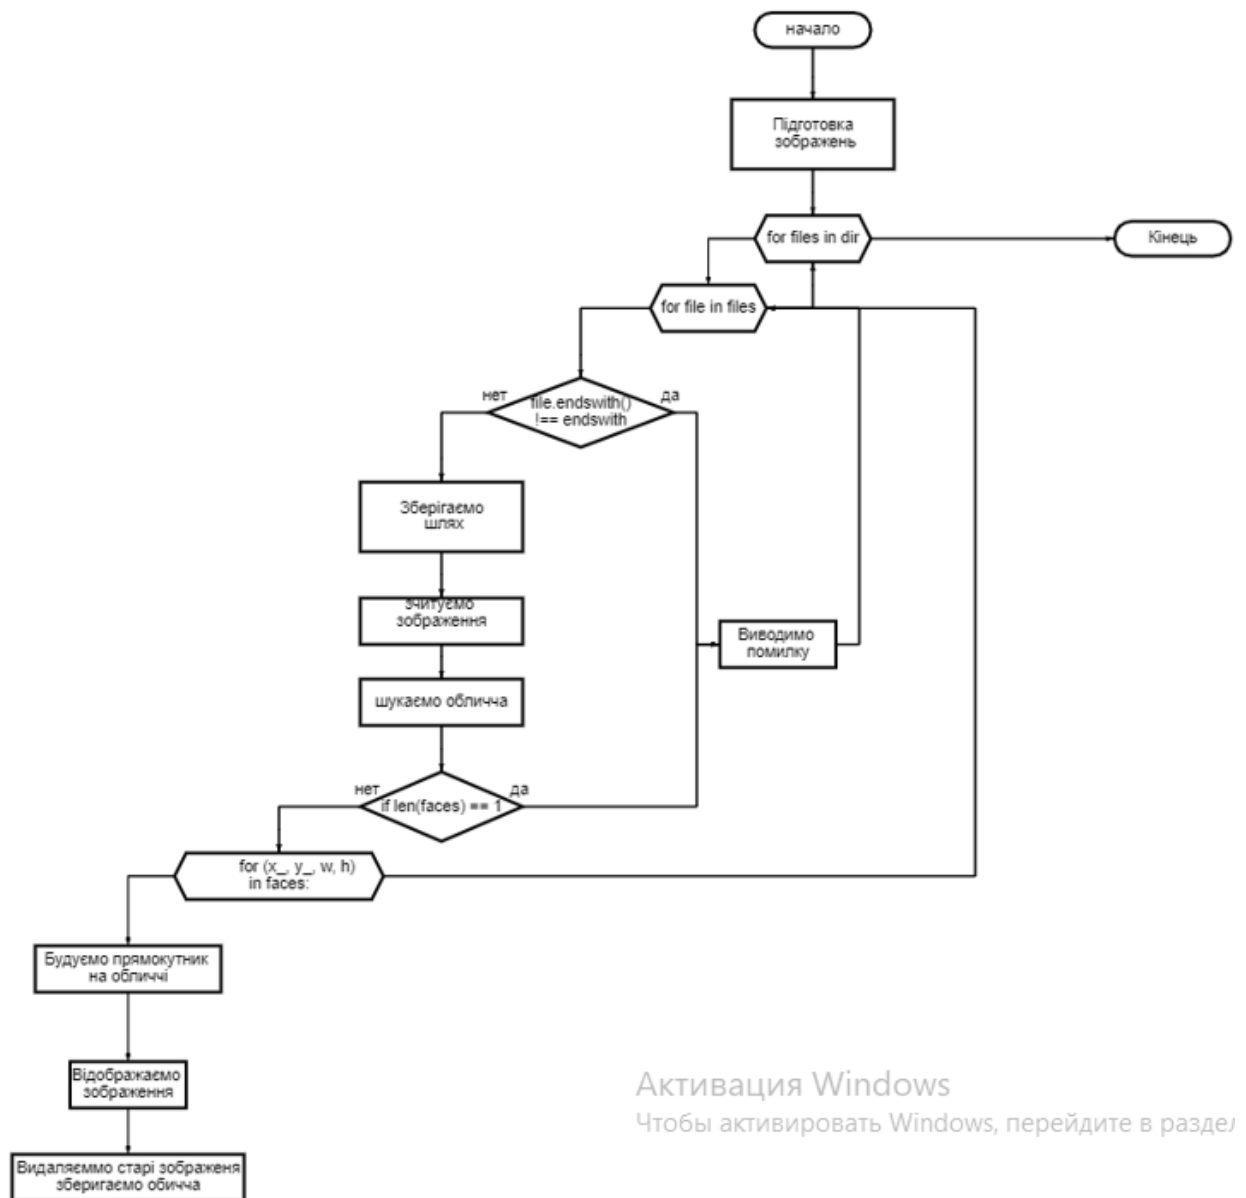 начало
Підготовка
зображень
for files in dir
Кінець
for file in files
нет
да
file.endswith()
!== endswith
Зберігаємо
шлях
зчитуємо
зображення
Виводимо
помилку
шукаємо обличча
нет
да
if len(faces) == 1
for (x_, y_, w, h)
in faces:
Будуємо прямокутник
на обличчі
Відображаємо
зображення
Видаляєммо старі зображеня
зберигаємо обичча
Активация Windows
Чтобы активировать Windows, перейдите в раздел